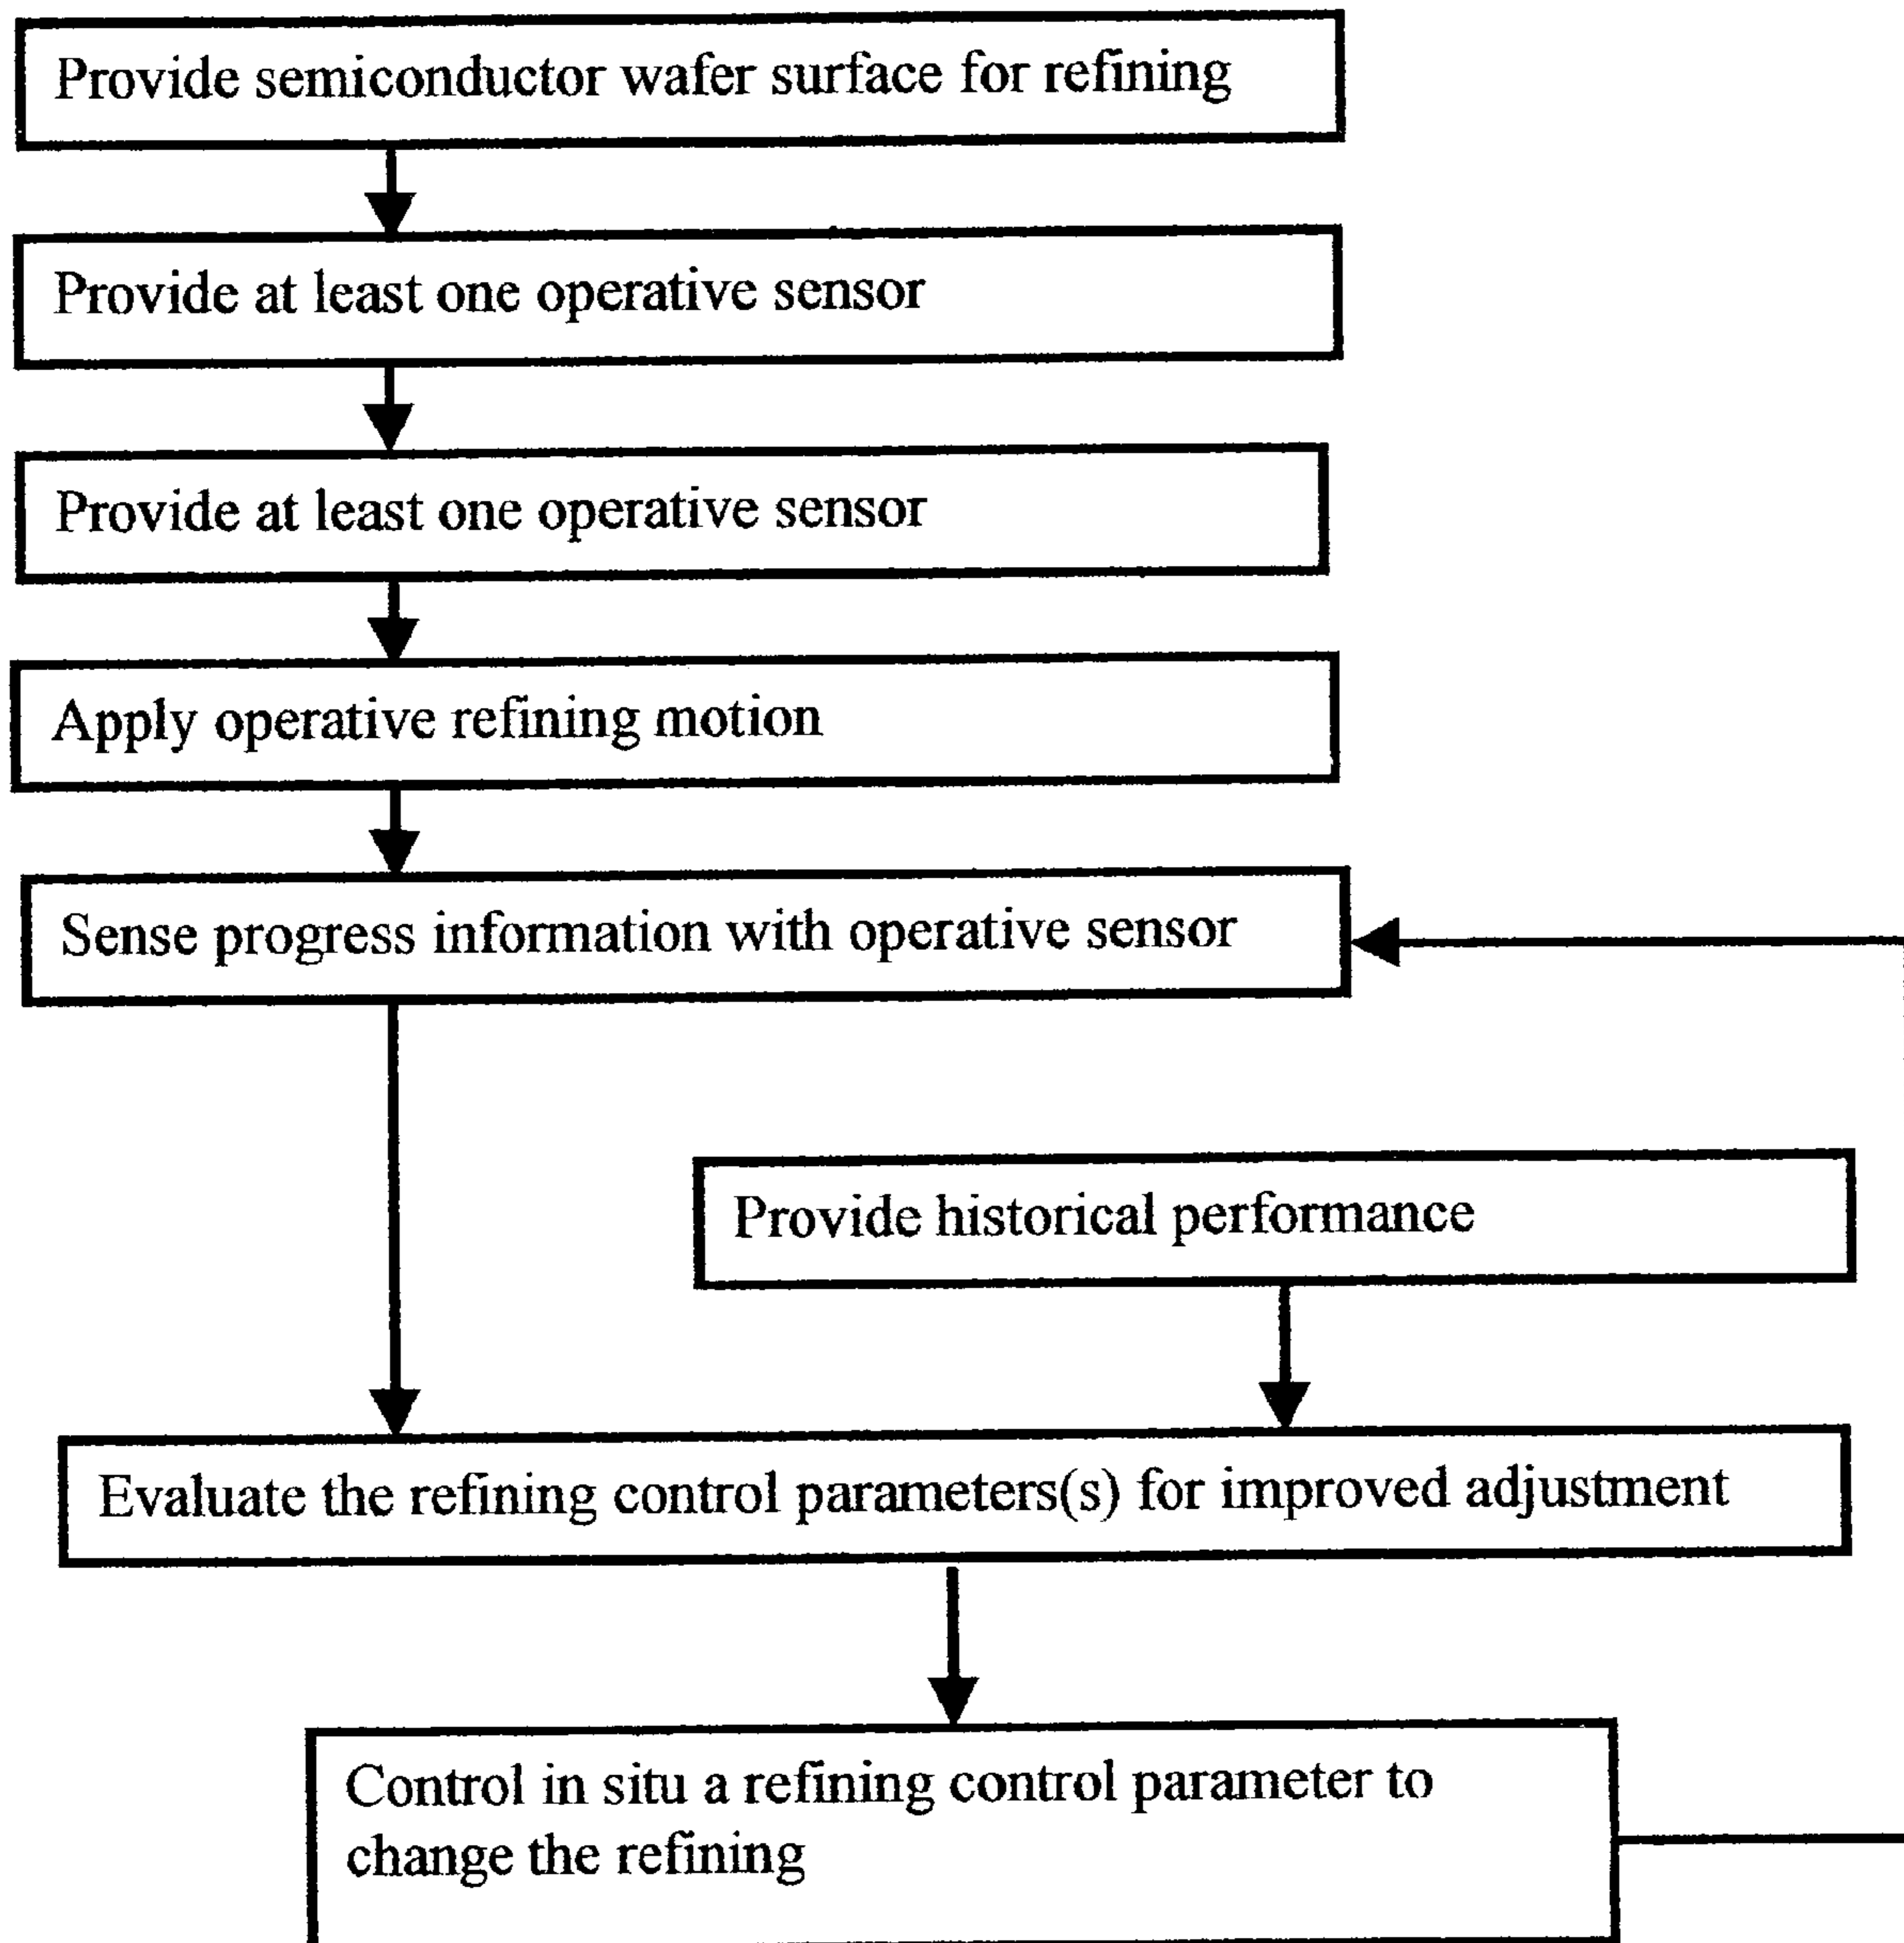 Provide semiconductor wafer surface for refining
Provide at least one operative sensor
Provide at least one operative sensor
Apply operative refining motion
Sense progress information with operative sensor
Provide historical performance
Evaluate the refining control parameters(s) for improved adjustment
Control in situ a refining control parameter to
change the refining